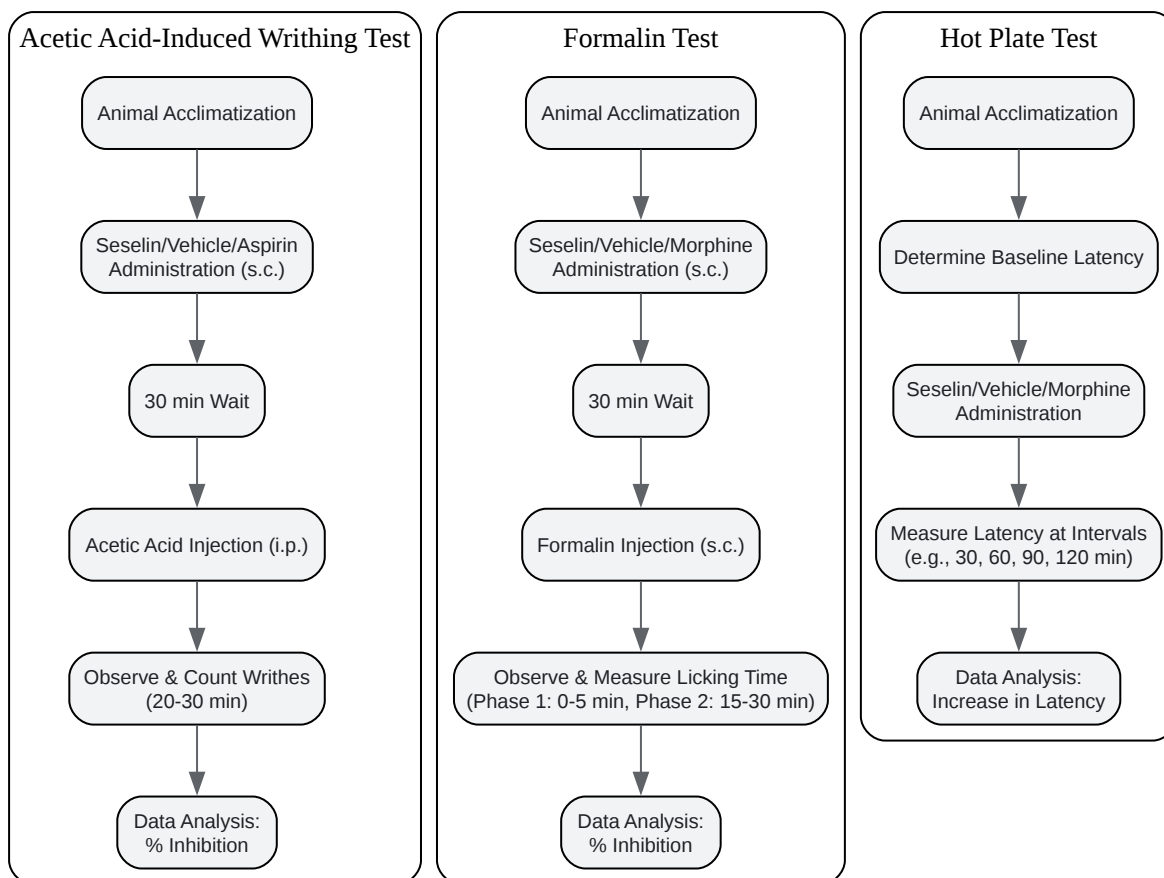 Acetic Acid-Induced Writhing Test
Animal Acclimatization
Seselin/Vehicle/Aspirin
Administration (s.c.)
30 min Wait
Acetic Acid Injection (i.p.)
Observe & Count Writhes
(20-30 min)
Data Analysis:
% Inhibition
Formalin Test
Animal Acclimatization
Seselin/Vehicle/Morphine
Administration (s.c.)
30 min Wait
Formalin Injection (s.c.)
Observe & Measure Licking Time
(Phase 1: 0-5 min, Phase 2: 15-30 min)
Data Analysis:
% Inhibition
Hot Plate Test
Animal Acclimatization
Determine Baseline Latency
Seselin/Vehicle/Morphine
Administration
Measure Latency at Intervals
(e.g., 30, 60, 90, 120 min)
Data Analysis:
Increase in Latency